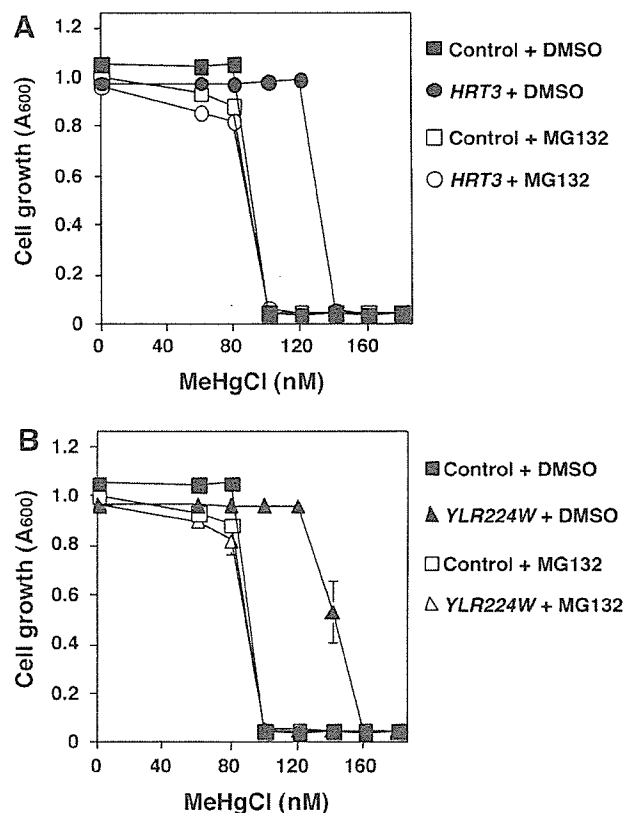 A
1.2
1.0
0.8
0.6
0.4
0.2
0
Cell growth (A600)
0 40 80 120 160
MeHgCl (nM)
Control + DMSO
HRT3 + DMSO
Control + MG132
HRT3 + MG132
B
1.2
1.0
0.8
0.6
0.4
0.2
0
Cell growth (A600)
0 40 80 120 160
MeHgCl (nM)
Control + DMSO
YLR224W + DMSO
Control + MG132
YLR224W + MG132